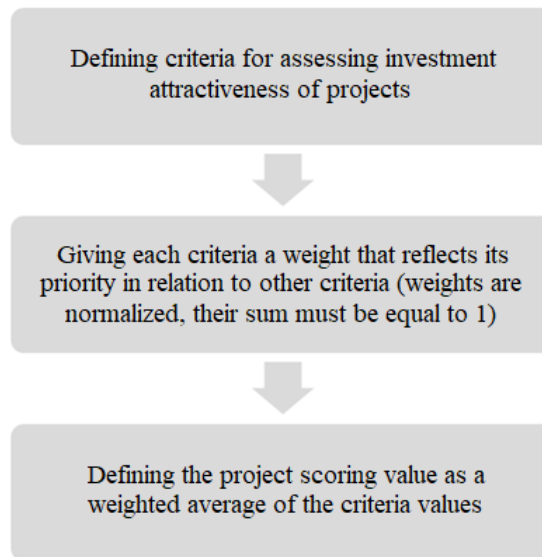 Defining criteria for assessing investment
attractiveness of projects
Giving each criteria a weight that reflects its
priority in relation to other criteria (weights are
normalized, their sum must be equal to 1)
Defining the project scoring value as a
weighted average of the criteria values